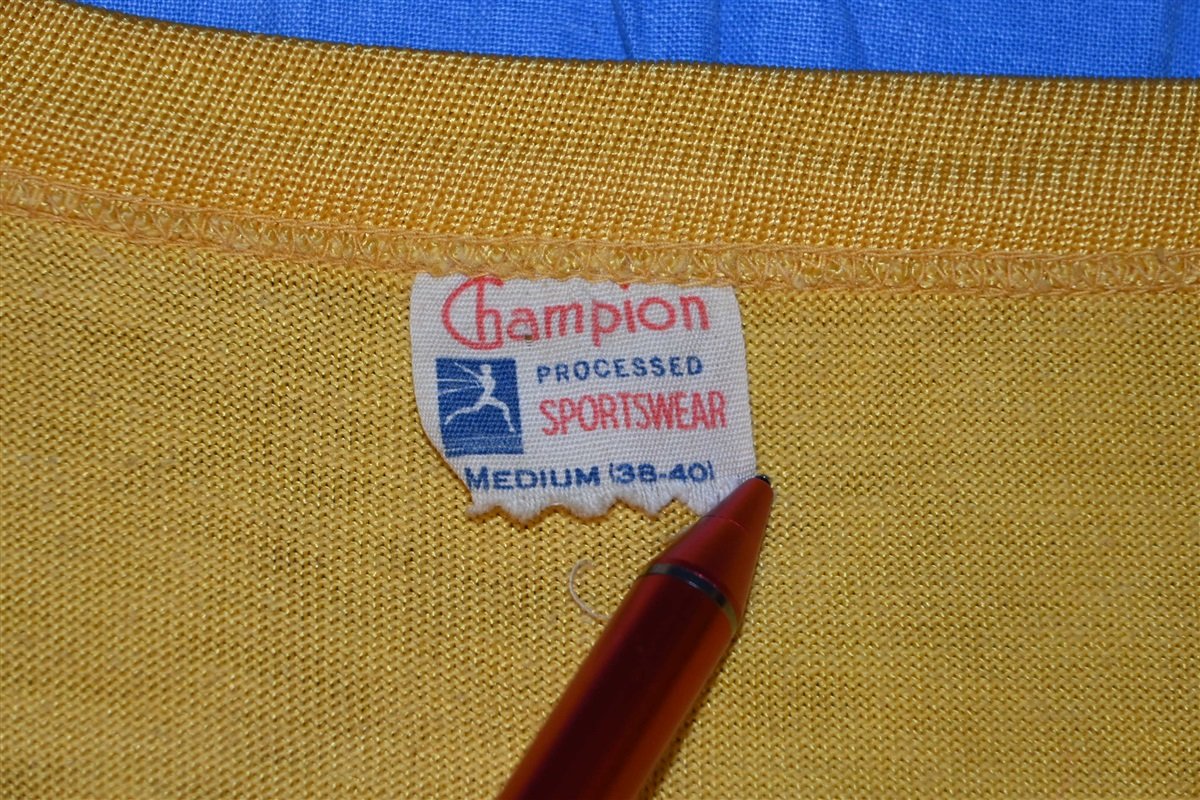 Champion
PROCESSED
SPORTSWEAR
MEDIUM (38-40)